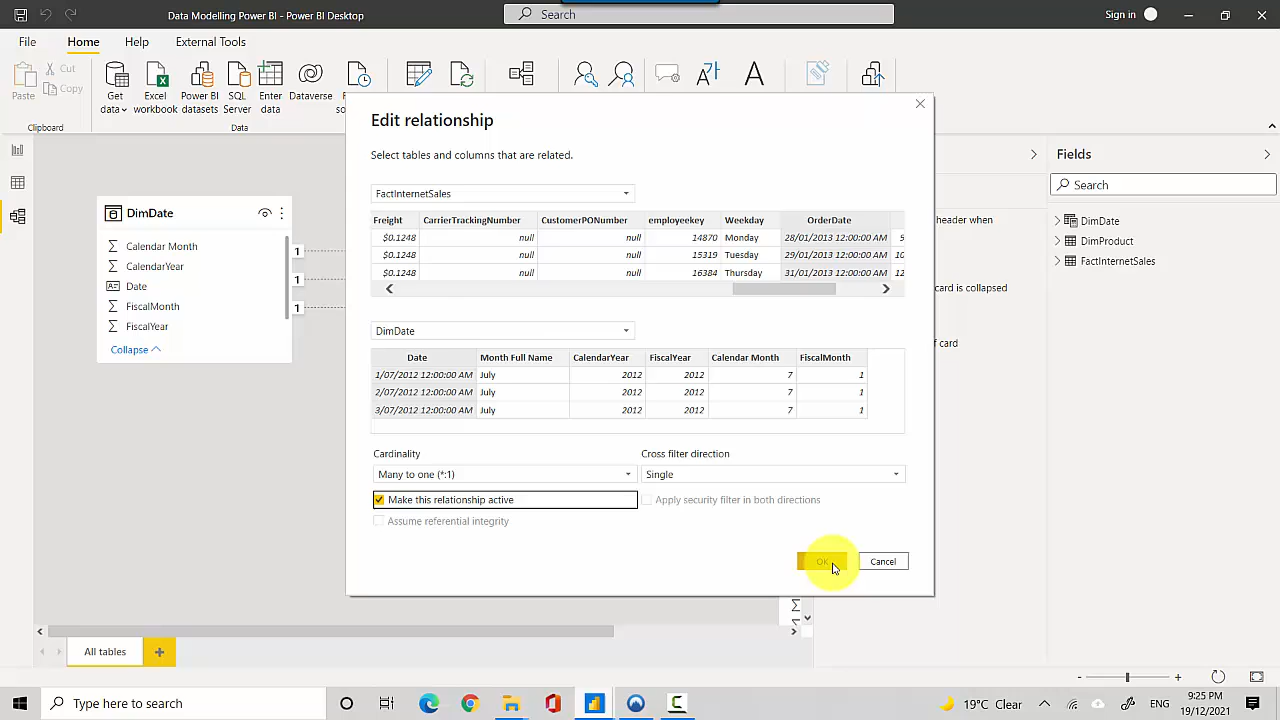 Data Modelling Power BI - Power BI Desktop
Search
Sign in
File
Home
Help
External Tools
Paste
Cut
Copy
Get data
Excel workbook
Power BI datasets
SQL Server
Enter data
Dataverse
Clipboard
Data
Edit relationship
Select tables and columns that are related.
FactInternetSales
Freight CarrierTrackingNumber CustomerPONumber employeekey Weekday OrderDate
$0.1248 null null 14870 Monday 28/01/2013 12:00:00 AM 9
$0.1248 null null 15319 Tuesday 29/01/2013 12:00:00 AM 10
$0.1248 null null 16384 Thursday 31/01/2013 12:00:00 AM 12
DimDate
Date Month Full Name CalendarYear FiscalYear Calendar Month FiscalMonth
1/07/2012 12:00:00 AM July 2012 2012 7 1
2/07/2012 12:00:00 AM July 2012 2012 7 1
3/07/2012 12:00:00 AM July 2012 2012 7 1
Cardinality
Many to one (*:1)
Cross filter direction
Single
Make this relationship active
Apply security filter in both directions
Assume referential integrity
OK
Cancel
DimDate
Calendar Month
CalendarYear
Date
FiscalMonth
FiscalYear
Collapse
1
1
1
header when
card is collapsed
of card
Fields
Search
DimDate
DimProduct
FactInternetSales
All tables
Type here to search
19°C Clear
ENG
9:25 PM
19/12/2021